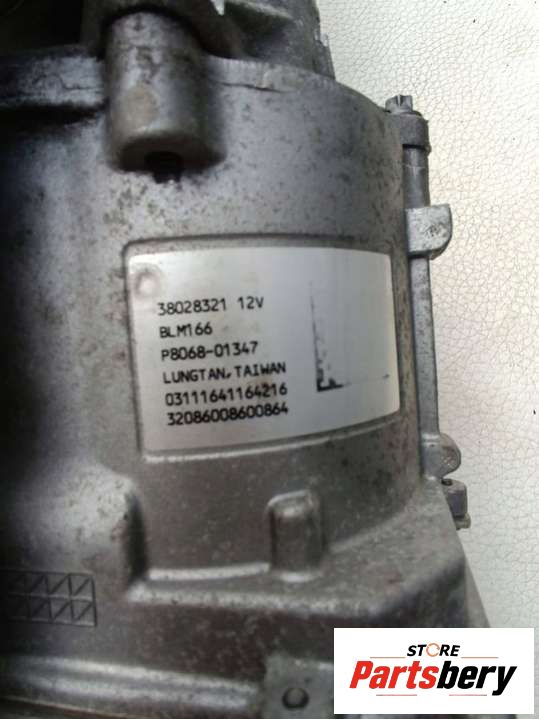 38028321 12V
BLM166
P8068-01347
LUNGTAN,TAIWAN
03111641164216
32086008600864
STORE
Partsbery